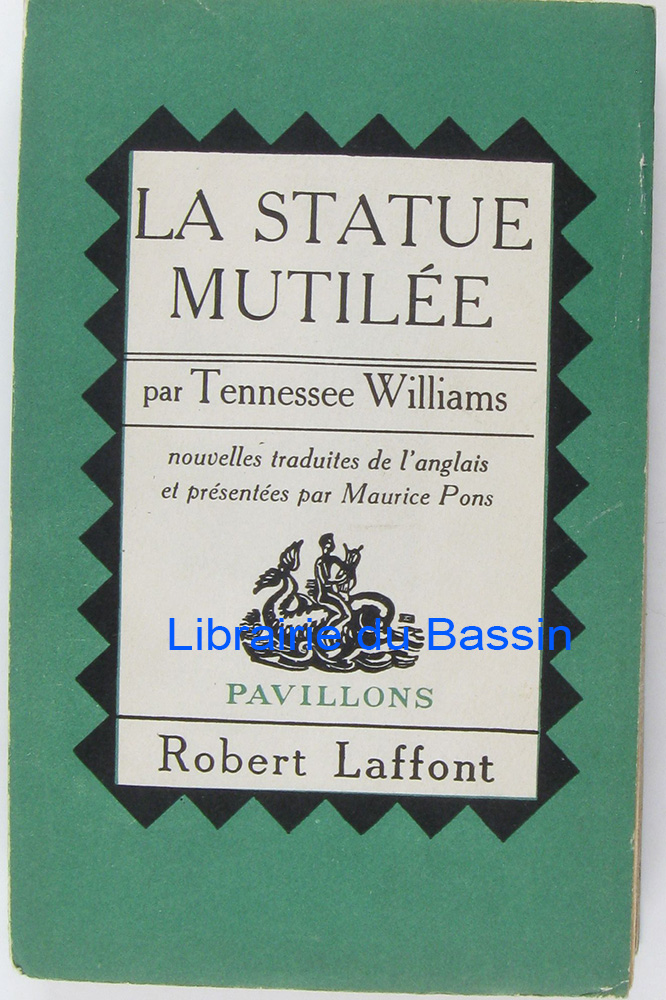 LA STATUE
MUTILÉE
par Tennessee Williams
nouvelles traduites de l'anglais
et présentées par Maurice Pons
Librairie du Bassin
PAVILLONS
Robert Laffont